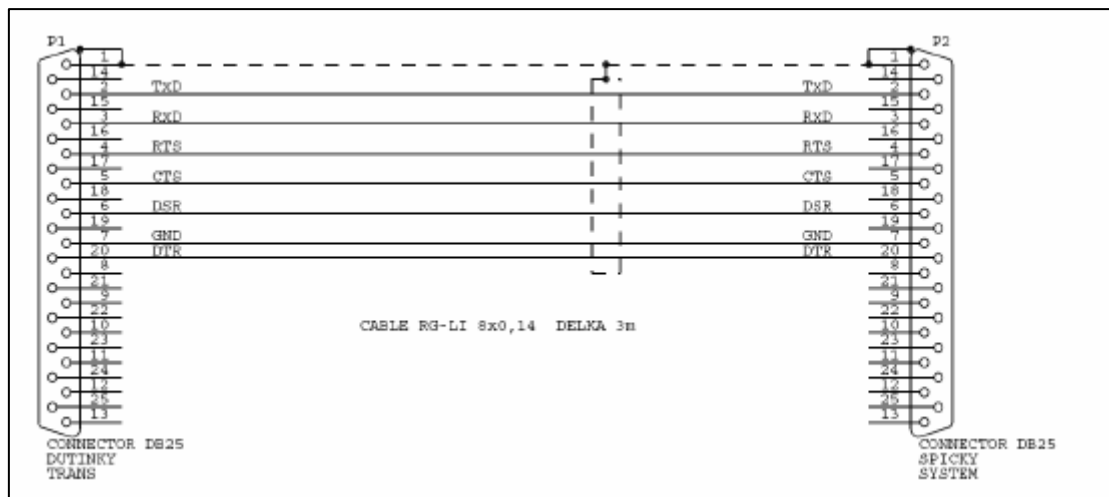 P1 P2
1 1
14 14
2 TxD TxD 2
15 15
3 RxD RxD 3
16 16
4 RTS RTS 4
17 17
5 CTS CTS 5
18 18
6 DSR DSR 6
19 19
7 GND GND 7
20 DTR DTR 20
8 8
21 21
9 9
22 22
10 10
CABLE RG-LI 8x0,14 DELKA 3m
23 23
11 11
24 24
12 12
25 25
13 13
CONNECTOR DB25 CONNECTOR DB25
DUTINKY SPICKY
TRANS SYSTEM